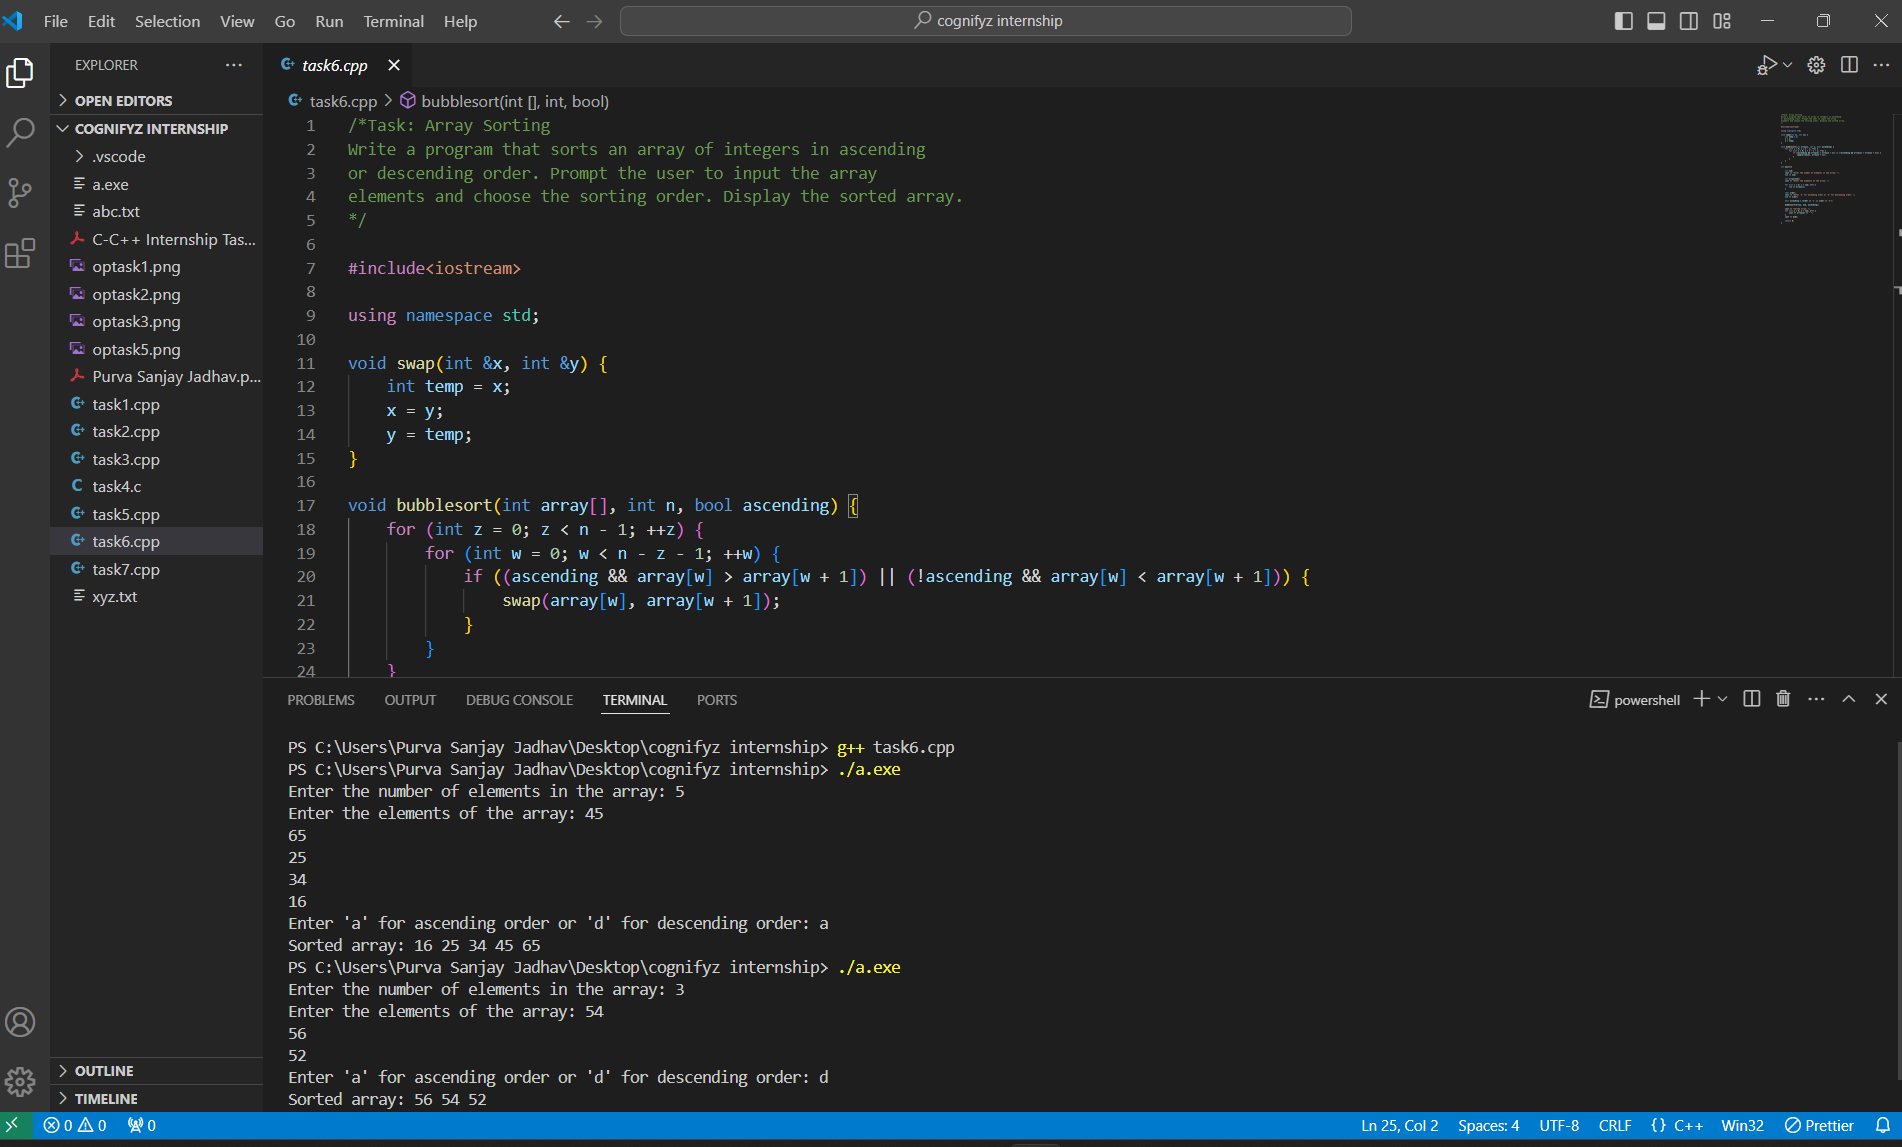 File Edit Selection View Go Run Terminal Help
cognifyz internship
EXPLORER
OPEN EDITORS
COGNIFYZ INTERNSHIP
.vscode
a.exe
abc.txt
C-C++ Internship Tas...
optask1.png
optask2.png
optask3.png
optask5.png
Purva Sanjay Jadhav.p...
task1.cpp
task2.cpp
task3.cpp
task4.c
task5.cpp
task6.cpp
task7.cpp
xyz.txt
OUTLINE
TIMELINE
task6.cpp
task6.cpp > bubblesort(int [], int, bool)
1 /*Task: Array Sorting
2 Write a program that sorts an array of integers in ascending
3 or descending order. Prompt the user to input the array
4 elements and choose the sorting order. Display the sorted array.
5 */
6
7 #include<iostream>
8
9 using namespace std;
10
11 void swap(int &x, int &y) {
12 int temp = x;
13 x = y;
14 y = temp;
15 }
16
17 void bubblesort(int array[], int n, bool ascending) {
18 for (int z = 0; z < n - 1; ++z) {
19 for (int w = 0; w < n - z - 1; ++w) {
20 if ((ascending && array[w] > array[w + 1]) || (!ascending && array[w] < array[w + 1])) {
21 swap(array[w], array[w + 1]);
22 }
23 }
24 }
PROBLEMS OUTPUT DEBUG CONSOLE TERMINAL PORTS
powershell
PS C:\Users\Purva Sanjay Jadhav\Desktop\cognifyz internship> g++ task6.cpp
PS C:\Users\Purva Sanjay Jadhav\Desktop\cognifyz internship> ./a.exe
Enter the number of elements in the array: 5
Enter the elements of the array: 45
65
25
34
16
Enter 'a' for ascending order or 'd' for descending order: a
Sorted array: 16 25 34 45 65
PS C:\Users\Purva Sanjay Jadhav\Desktop\cognifyz internship> ./a.exe
Enter the number of elements in the array: 3
Enter the elements of the array: 54
56
52
Enter 'a' for ascending order or 'd' for descending order: d
Sorted array: 56 54 52
0 0 0
Ln 25, Col 2 Spaces: 4 UTF-8 CRLF {} C++ Win32 Prettier